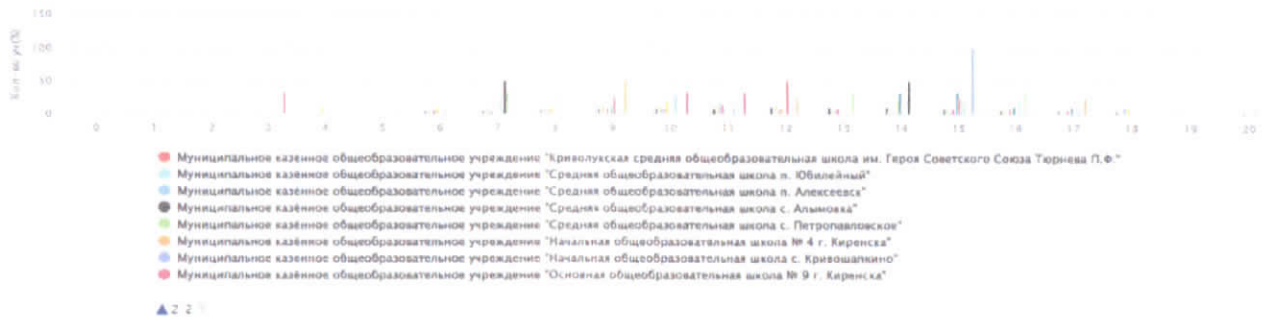 150
100
50
0
Кол-во уч(%)
0 1 2 3 4 5 6 7 8 9 10 11 12 13 14 15 16 17 18 19 20
Муниципальное казённое общеобразовательное учреждение "Криволукская средняя общеобразовательная школа им. Героя Советского Союза Тюрнева П.Ф."
Муниципальное казённое общеобразовательное учреждение "Средняя общеобразовательная школа п. Юбилейный"
Муниципальное казённое общеобразовательное учреждение "Средняя общеобразовательная школа п. Алексеевск"
Муниципальное казённое общеобразовательное учреждение "Средняя общеобразовательная школа с. Алымовка"
Муниципальное казённое общеобразовательное учреждение "Средняя общеобразовательная школа с. Петропавловское"
Муниципальное казённое общеобразовательное учреждение "Начальная общеобразовательная школа № 4 г. Киренска"
Муниципальное казённое общеобразовательное учреждение "Начальная общеобразовательная школа с. Кривошапкино"
Муниципальное казённое общеобразовательное учреждение "Основная общеобразовательная школа № 9 г. Киренска"
2 2